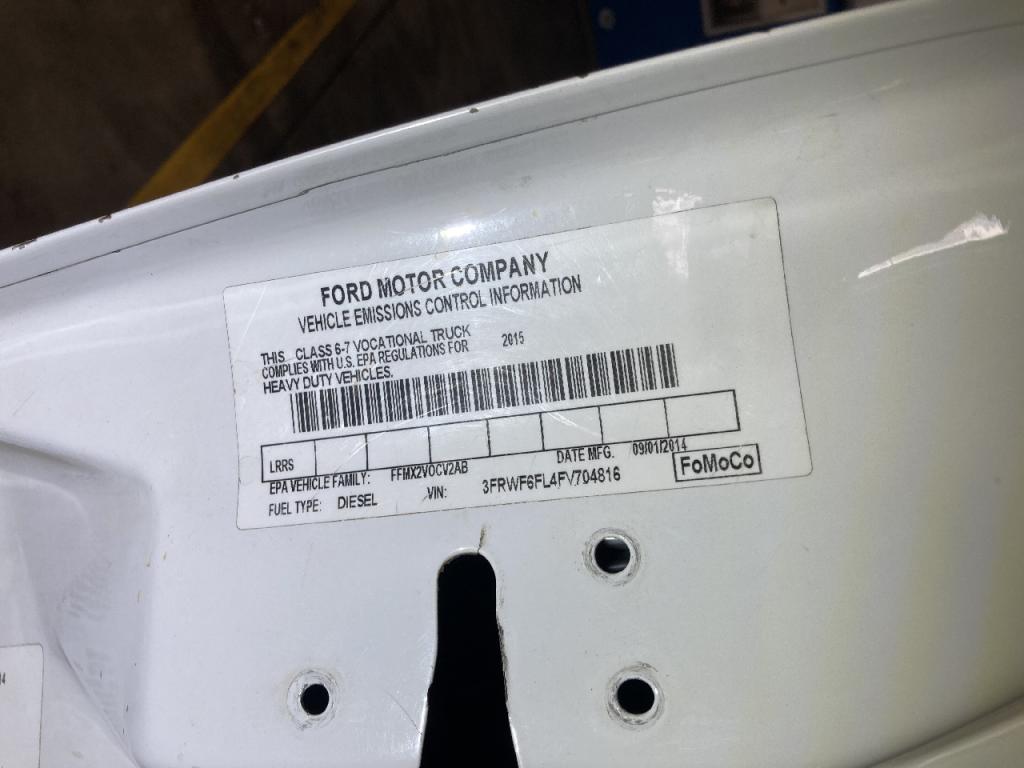 FORD MOTOR COMPANY
VEHICLE EMISSIONS CONTROL INFORMATION
THIS CLASS 6-7 VOCATIONAL TRUCK
COMPLIES WITH U.S. EPA REGULATIONS FOR 2015
HEAVY DUTY VEHICLES.
LRRS
EPA VEHICLE FAMILY: FFMX2VOCV2AB DATE MFG. 09/01/2014
FUEL TYPE: DIESEL VIN: 3FRWF6FL4FV704816 FoMoCo